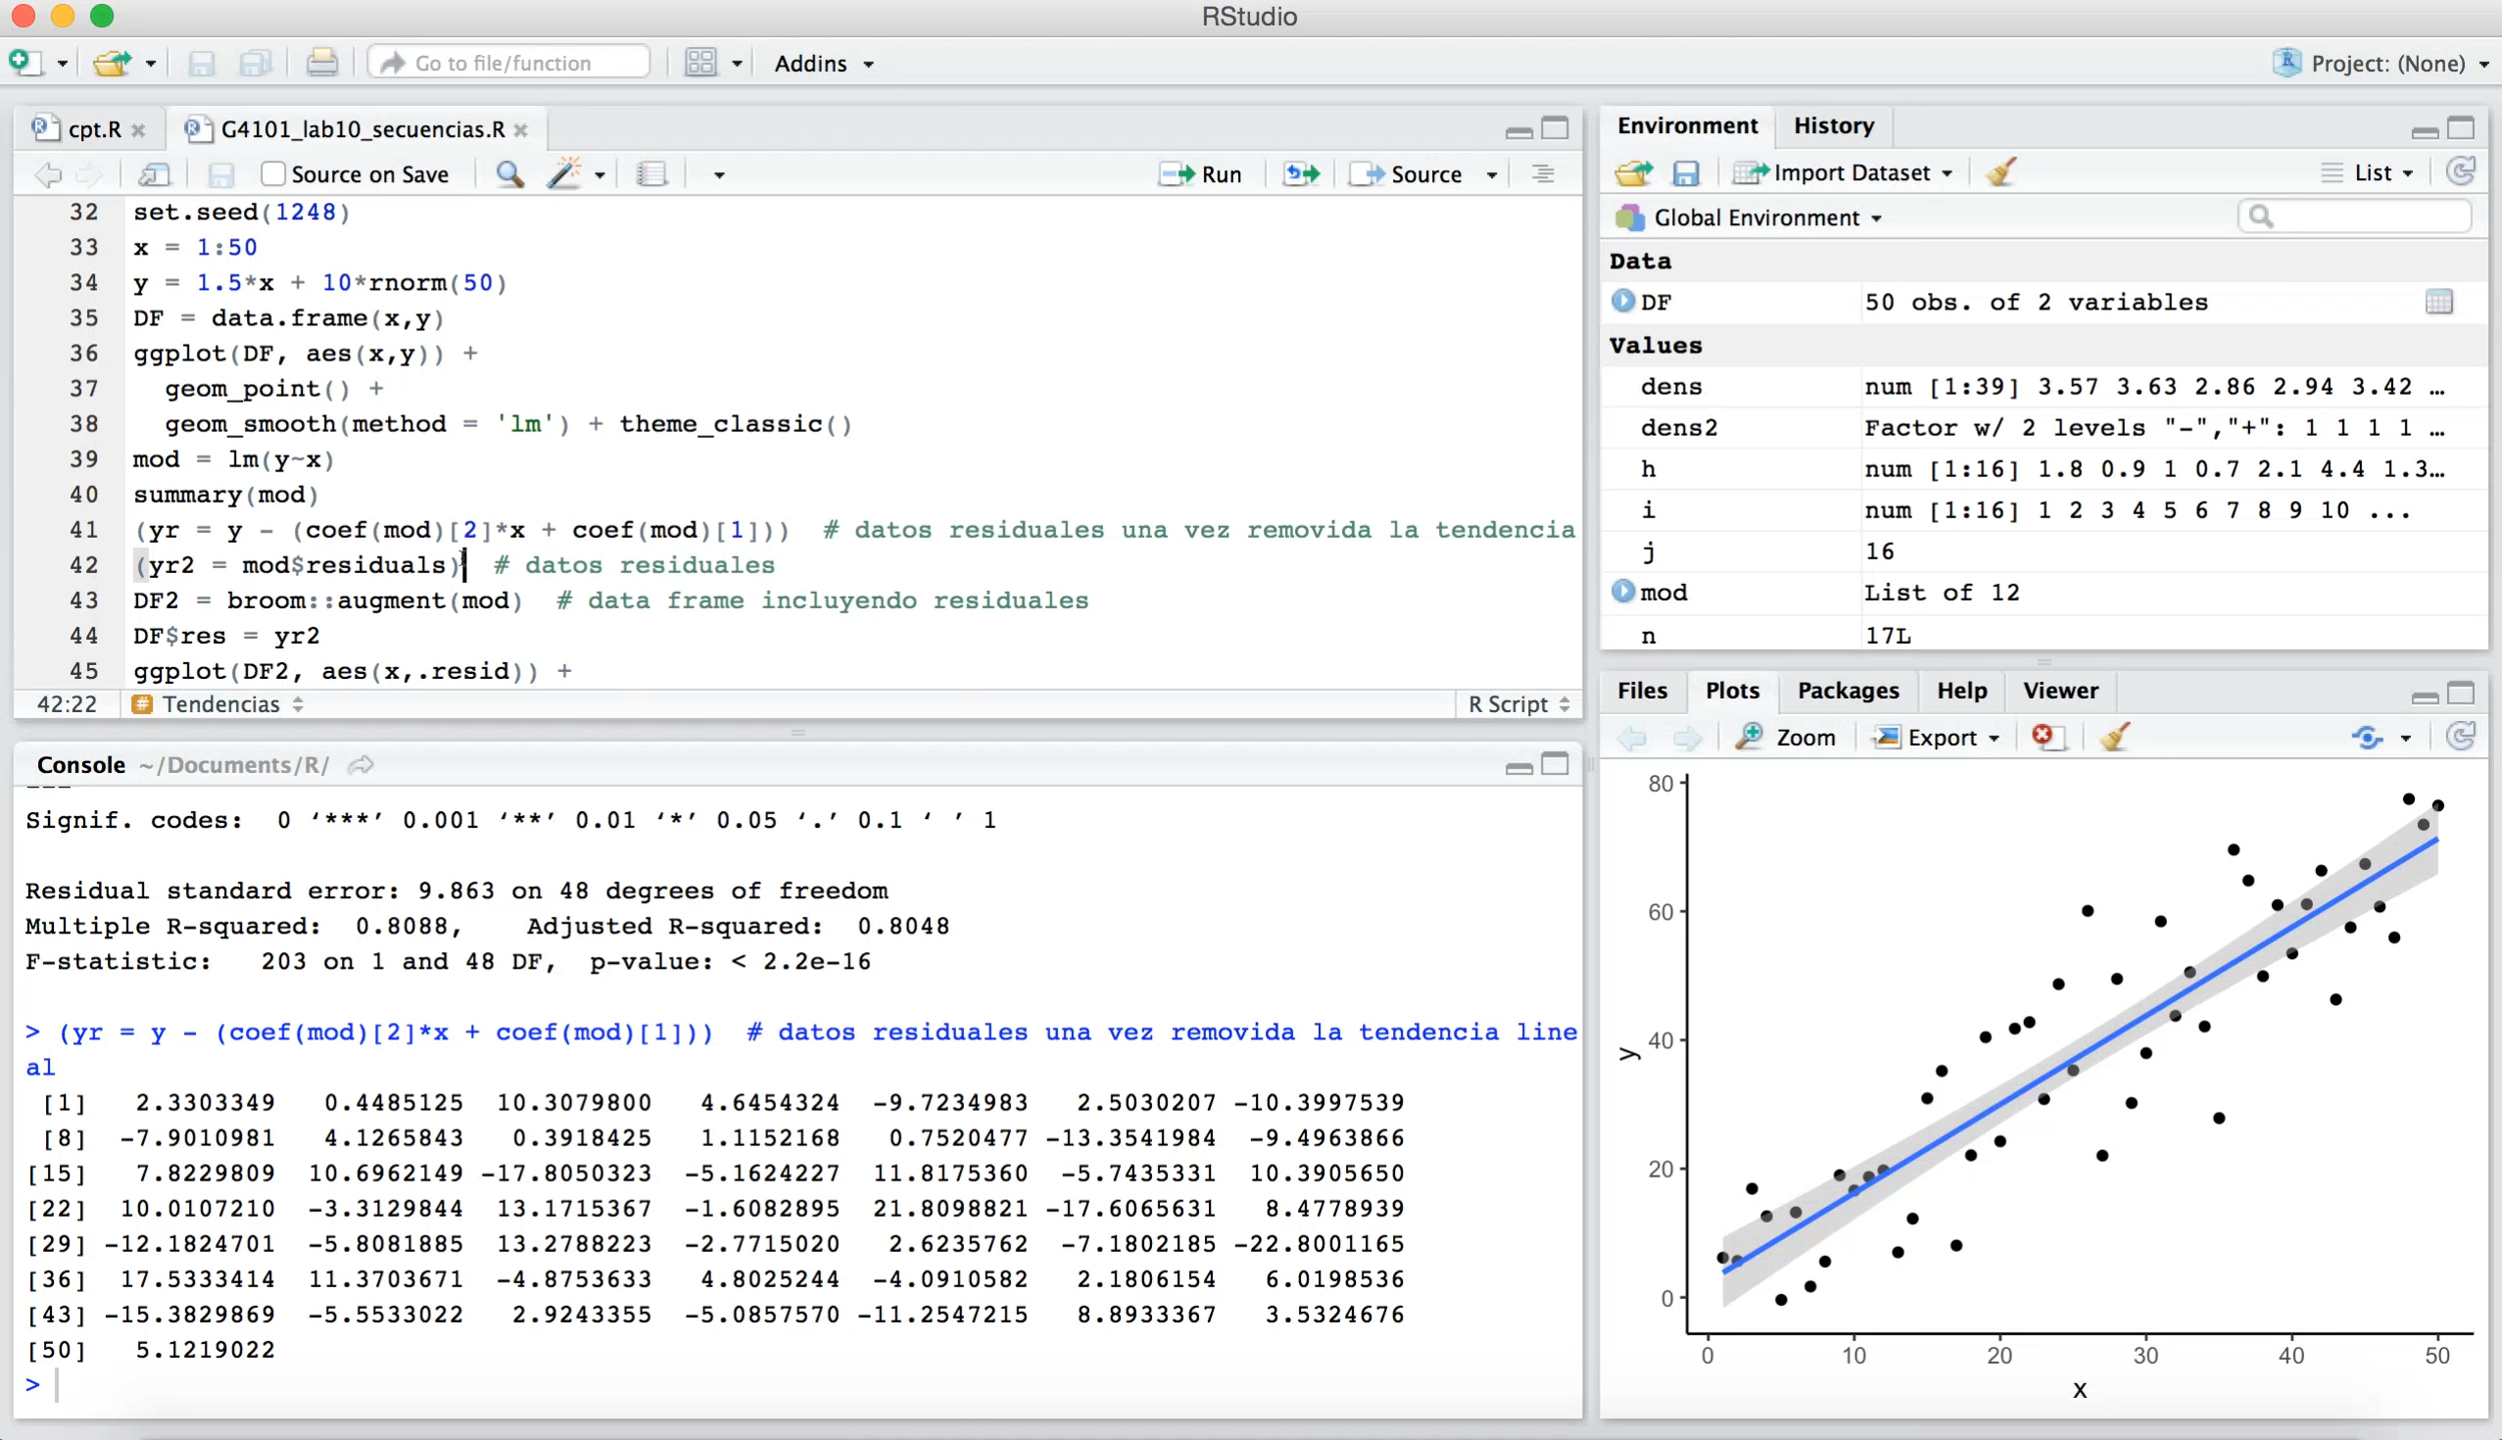 RStudio
Go to file/function
Addins
Project: (None)
cpt.R
G4101_lab10_secuencias.R
Source on Save
Run
Source
32 set.seed(1248)
33 x = 1:50
34 y = 1.5*x + 10*rnorm(50)
35 DF = data.frame(x,y)
36 ggplot(DF, aes(x,y)) +
37 geom_point() +
38 geom_smooth(method = 'lm') + theme_classic()
39 mod = lm(y~x)
40 summary(mod)
41 (yr = y - (coef(mod)[2]*x + coef(mod)[1])) # datos residuales una vez removida la tendencia
42 (yr2 = mod$residuals) # datos residuales
43 DF2 = broom::augment(mod) # data frame incluyendo residuales
44 DF$res = yr2
45 ggplot(DF2, aes(x,.resid)) +
42:22 Tendencias R Script
Console ~/Documents/R/
---
Signif. codes: 0 ‘***’ 0.001 ‘**’ 0.01 ‘*’ 0.05 ‘.’ 0.1 ‘ ’ 1
Residual standard error: 9.863 on 48 degrees of freedom
Multiple R-squared: 0.8088, Adjusted R-squared: 0.8048
F-statistic: 203 on 1 and 48 DF, p-value: < 2.2e-16
> (yr = y - (coef(mod)[2]*x + coef(mod)[1])) # datos residuales una vez removida la tendencia line
al
[1] 2.3303349 0.4485125 10.3079800 4.6454324 -9.7234983 2.5030207 -10.3997539
[8] -7.9010981 4.1265843 0.3918425 1.1152168 0.7520477 -13.3541984 -9.4963866
[15] 7.8229809 10.6962149 -17.8050323 -5.1624227 11.8175360 -5.7435331 10.3905650
[22] 10.0107210 -3.3129844 13.1715367 -1.6082895 21.8098821 -17.6065631 8.4778939
[29] -12.1824701 -5.8081885 13.2788223 -2.7715020 2.6235762 -7.1802185 -22.8001165
[36] 17.5333414 11.3703671 -4.8753633 4.8025244 -4.0910582 2.1806154 6.0198536
[43] -15.3829869 -5.5533022 2.9243355 -5.0857570 -11.2547215 8.8933367 3.5324676
[50] 5.1219022
>
Environment History
Import Dataset List
Global Environment
Data
DF 50 obs. of 2 variables
Values
dens num [1:39] 3.57 3.63 2.86 2.94 3.42 …
dens2 Factor w/ 2 levels "-","+": 1 1 1 1 …
h num [1:16] 1.8 0.9 1 0.7 2.1 4.4 1.3…
i num [1:16] 1 2 3 4 5 6 7 8 9 10 ...
j 16
mod List of 12
n 17L
Files Plots Packages Help Viewer
Zoom Export
80
60
40
20
0
y
0 10 20 30 40 50
x